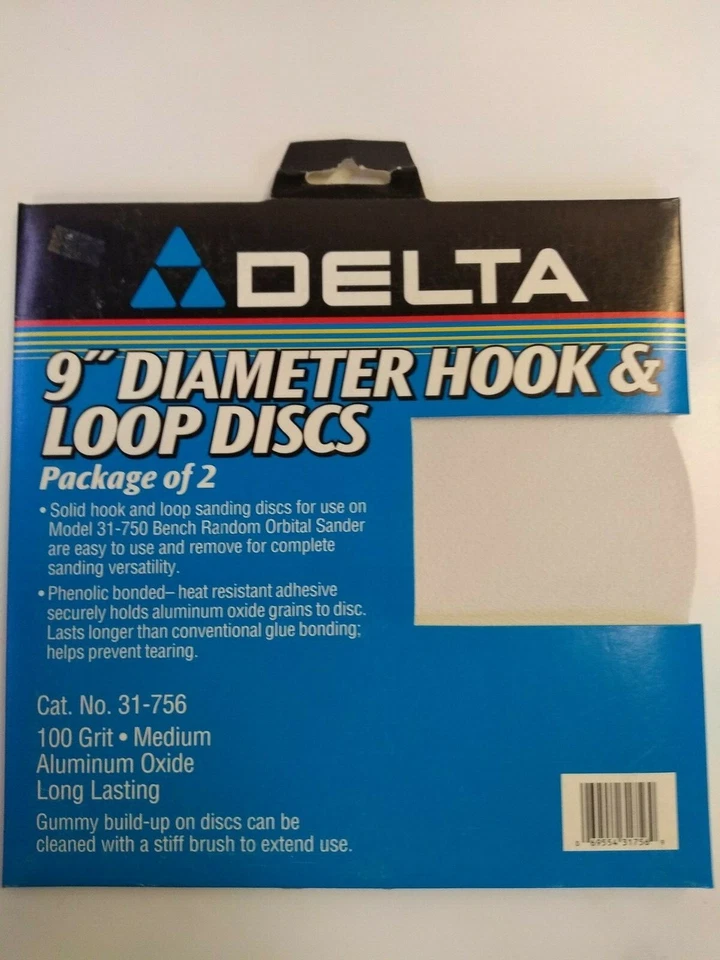 DELTA
9" DIAMETER HOOK &
LOOP DISCS
Package of 2
• Solid hook and loop sanding discs for use on
Model 31-750 Bench Random Orbital Sander
are easy to use and remove for complete
sanding versatility.
• Phenolic bonded– heat resistant adhesive
securely holds aluminum oxide grains to disc.
Lasts longer than conventional glue bonding;
helps prevent tearing.
Cat. No. 31-756
100 Grit • Medium
Aluminum Oxide
Long Lasting
Gummy build-up on discs can be
cleaned with a stiff brush to extend use.
0 69554 31756